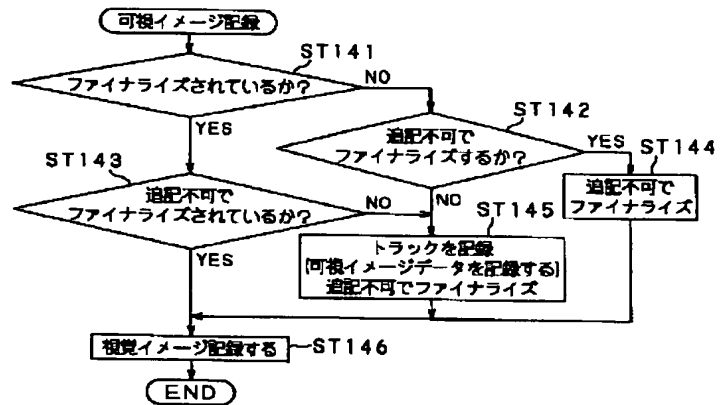 可視イメージ記録
ST141
ファイナライズされているか?
NO
ST142
YES
追記不可で
ファイナライズするか?
YES
ST144
ST143
追記不可で
ファイナライズ
追記不可で
ファイナライズされているか?
NO
NO
ST145
YES
トラックを記録
[可視イメージデータを記録する]
追記不可でファイナライズ
視覚イメージ記録する
ST146
END